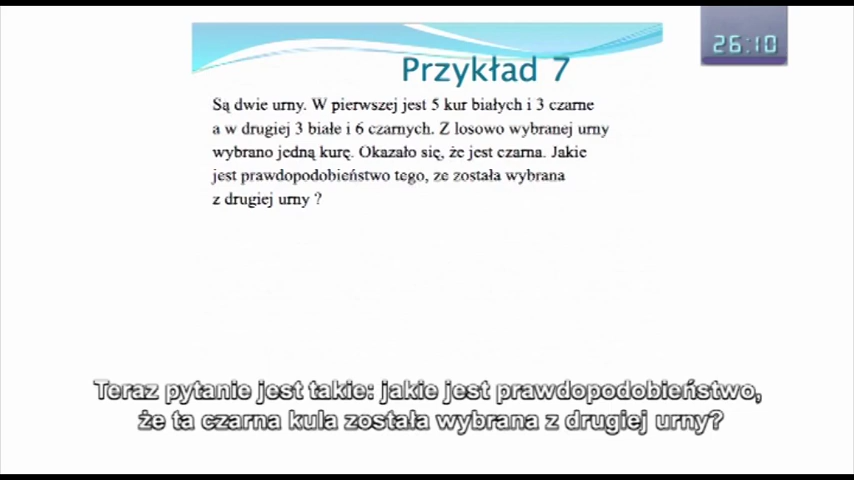 26:10
Przykład 7
Są dwie urny. W pierwszej jest 5 kur białych i 3 czarne
a w drugiej 3 białe i 6 czarnych. Z losowo wybranej urny
wybrano jedną kurę. Okazało się, że jest czarna. Jakie
jest prawdopodobieństwo tego, ze została wybrana
z drugiej urny ?
Teraz pytanie jest takie: jakie jest prawdopodobieństwo,
że ta czarna kula została wybrana z drugiej urny?